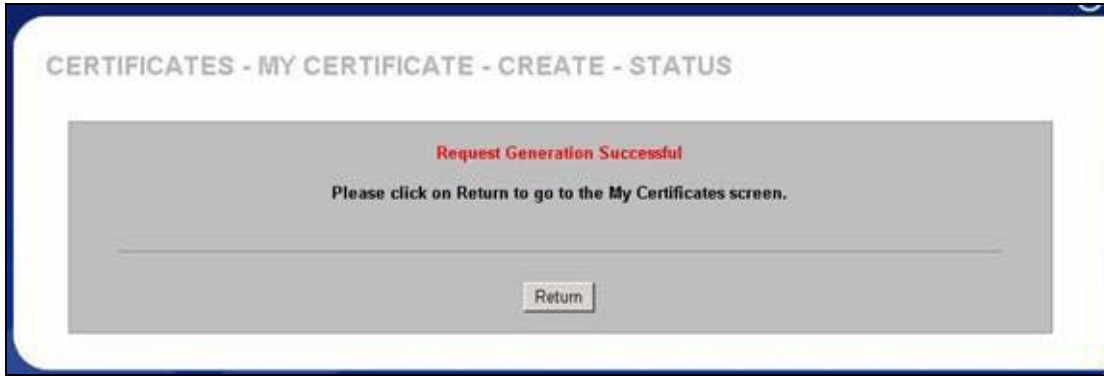 CERTIFICATES - MY CERTIFICATE - CREATE - STATUS
Request Generation Successful
Please click on Return to go to the My Certificates screen.
Return